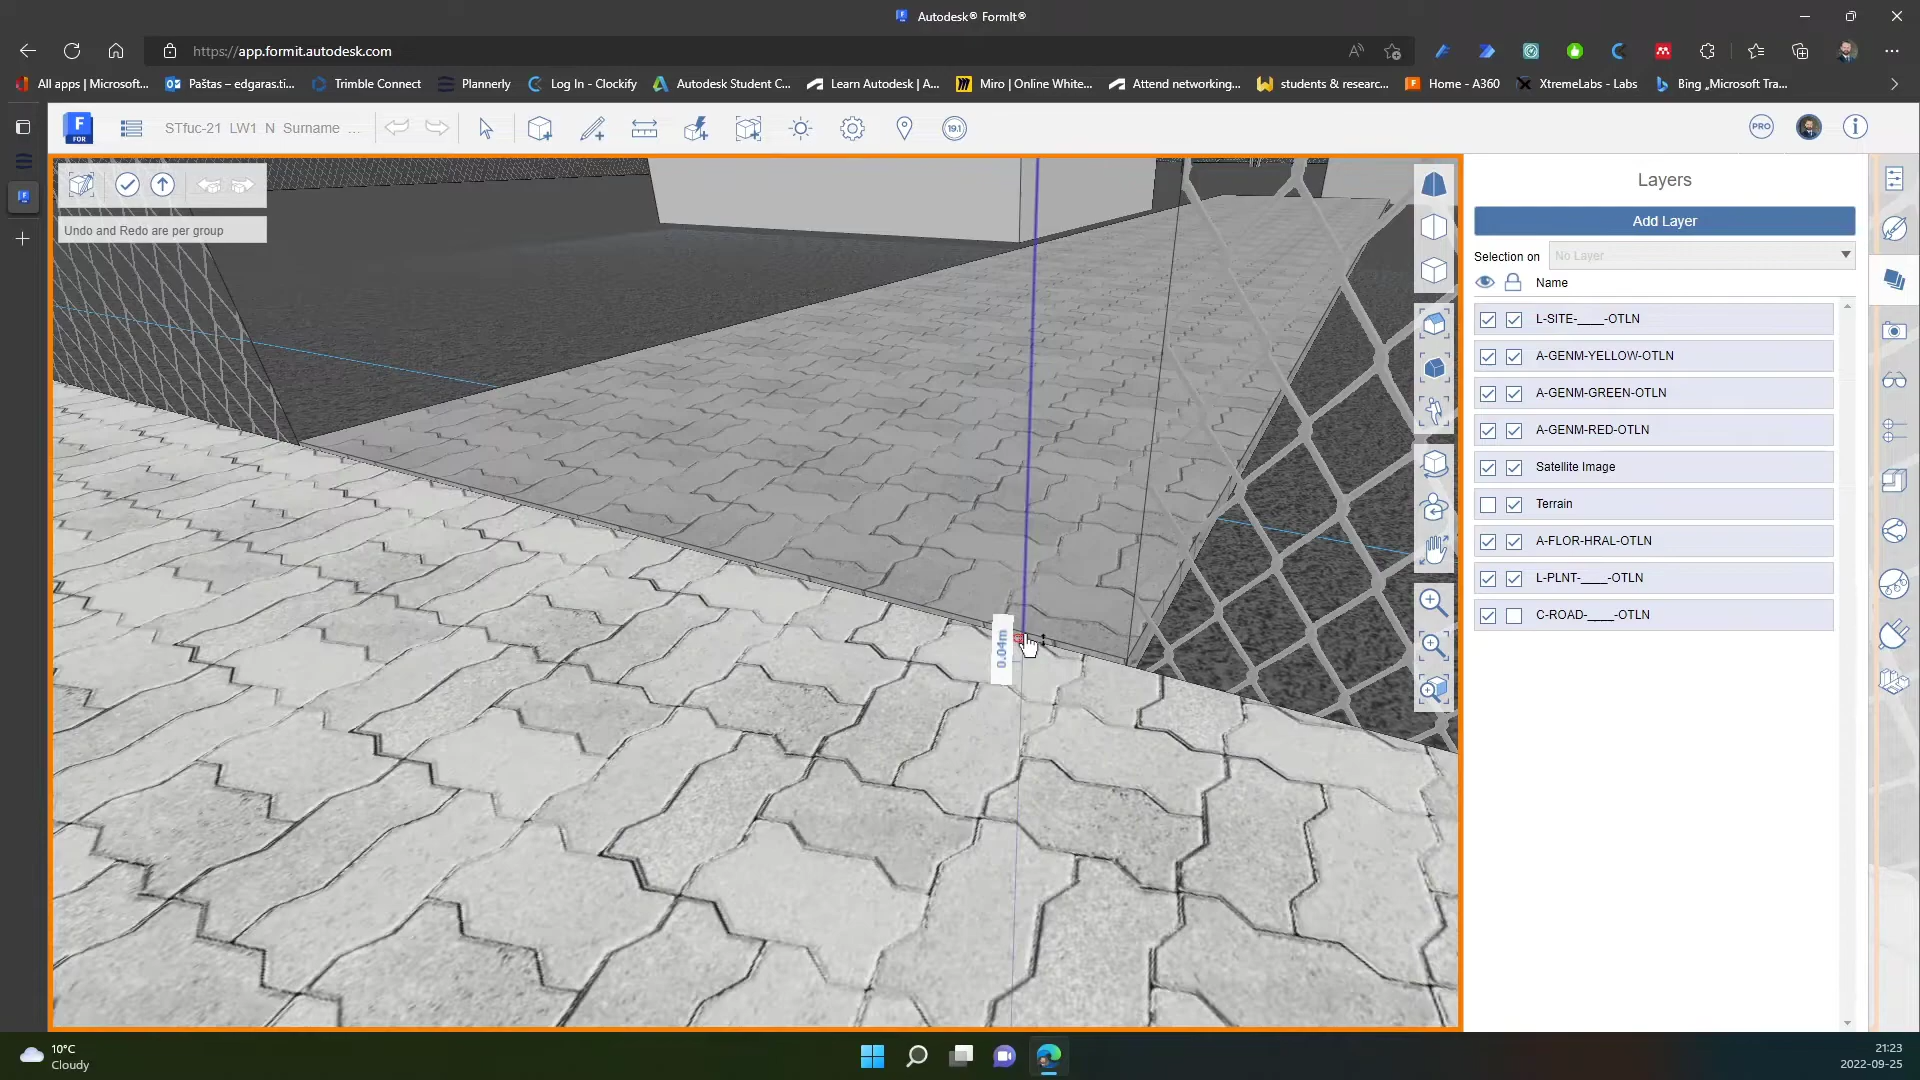 Autodesk® FormIt®
https://app.formit.autodesk.com
All apps | Microsoft...
Paštas – edgaras.ti...
Trimble Connect
Plannerly
Log In - Clockify
Autodesk Student C...
Learn Autodesk | A...
Miro | Online White...
Attend networking...
students & researc...
Home - A360
XtremeLabs - Labs
Bing „Microsoft Tra...
F
FOR
STfuc-21 LW1 N Surname ...
19.1
PRO
Undo and Redo are per group
0.04m
Layers
Add Layer
Selection on
No Layer
Name
L-SITE-____-OTLN
A-GENM-YELLOW-OTLN
A-GENM-GREEN-OTLN
A-GENM-RED-OTLN
Satellite Image
Terrain
A-FLOR-HRAL-OTLN
L-PLNT-____-OTLN
C-ROAD-____-OTLN
10°C
Cloudy
21:23
2022-09-25